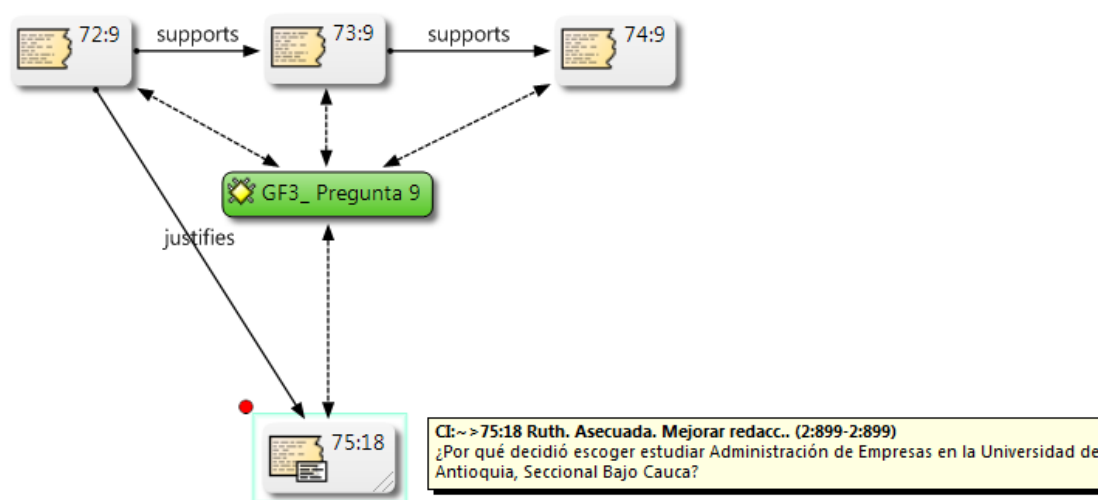 72:9
supports
73:9
supports
74:9
GF3_ Pregunta 9
justifies
75:18
CI:~>75:18 Ruth. Asecuada. Mejorar redacc.. (2:899-2:899)
¿Por qué decidió escoger estudiar Administración de Empresas en la Universidad de
Antioquia, Seccional Bajo Cauca?